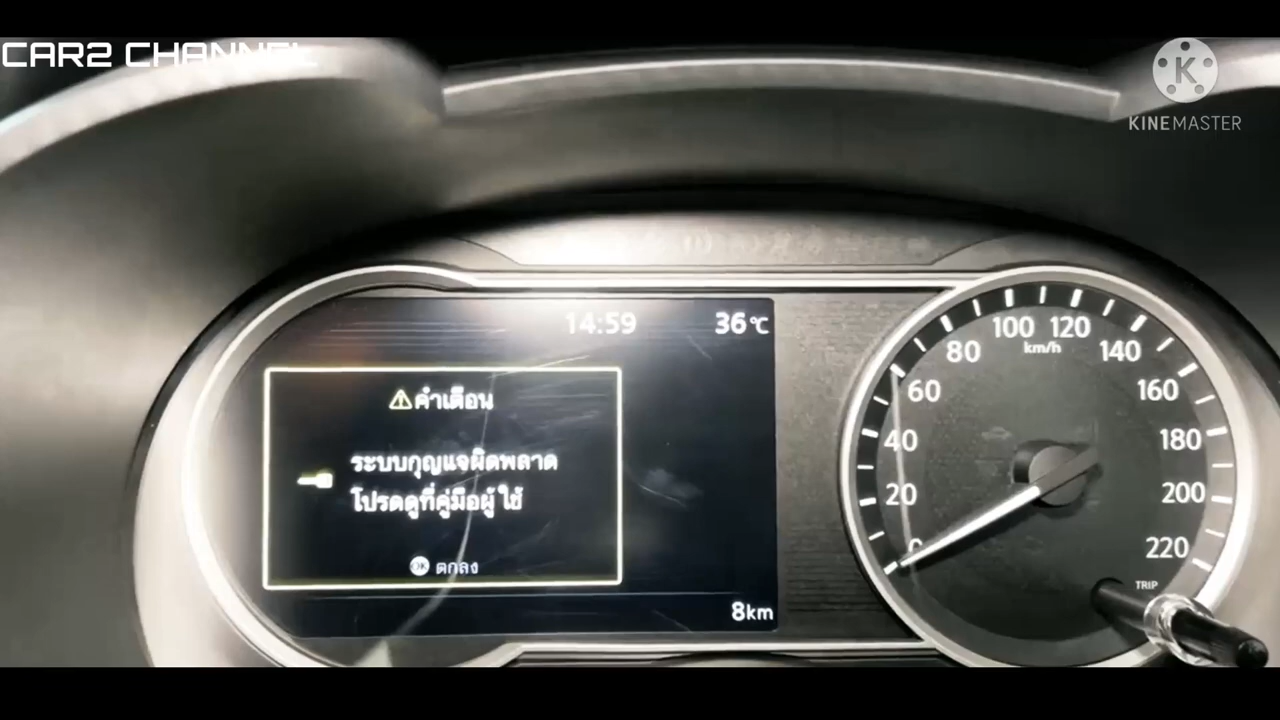 CAR2 CHANNEL
K
KINEMASTER
14:59
36°C
⚠คำเตือน
ระบบกุญแจผิดพลาด
โปรดดูที่คู่มือผู้ใช้
OK ตกลง
8km
0
20
40
60
80
100
120
140
160
180
200
220
km/h
TRIP